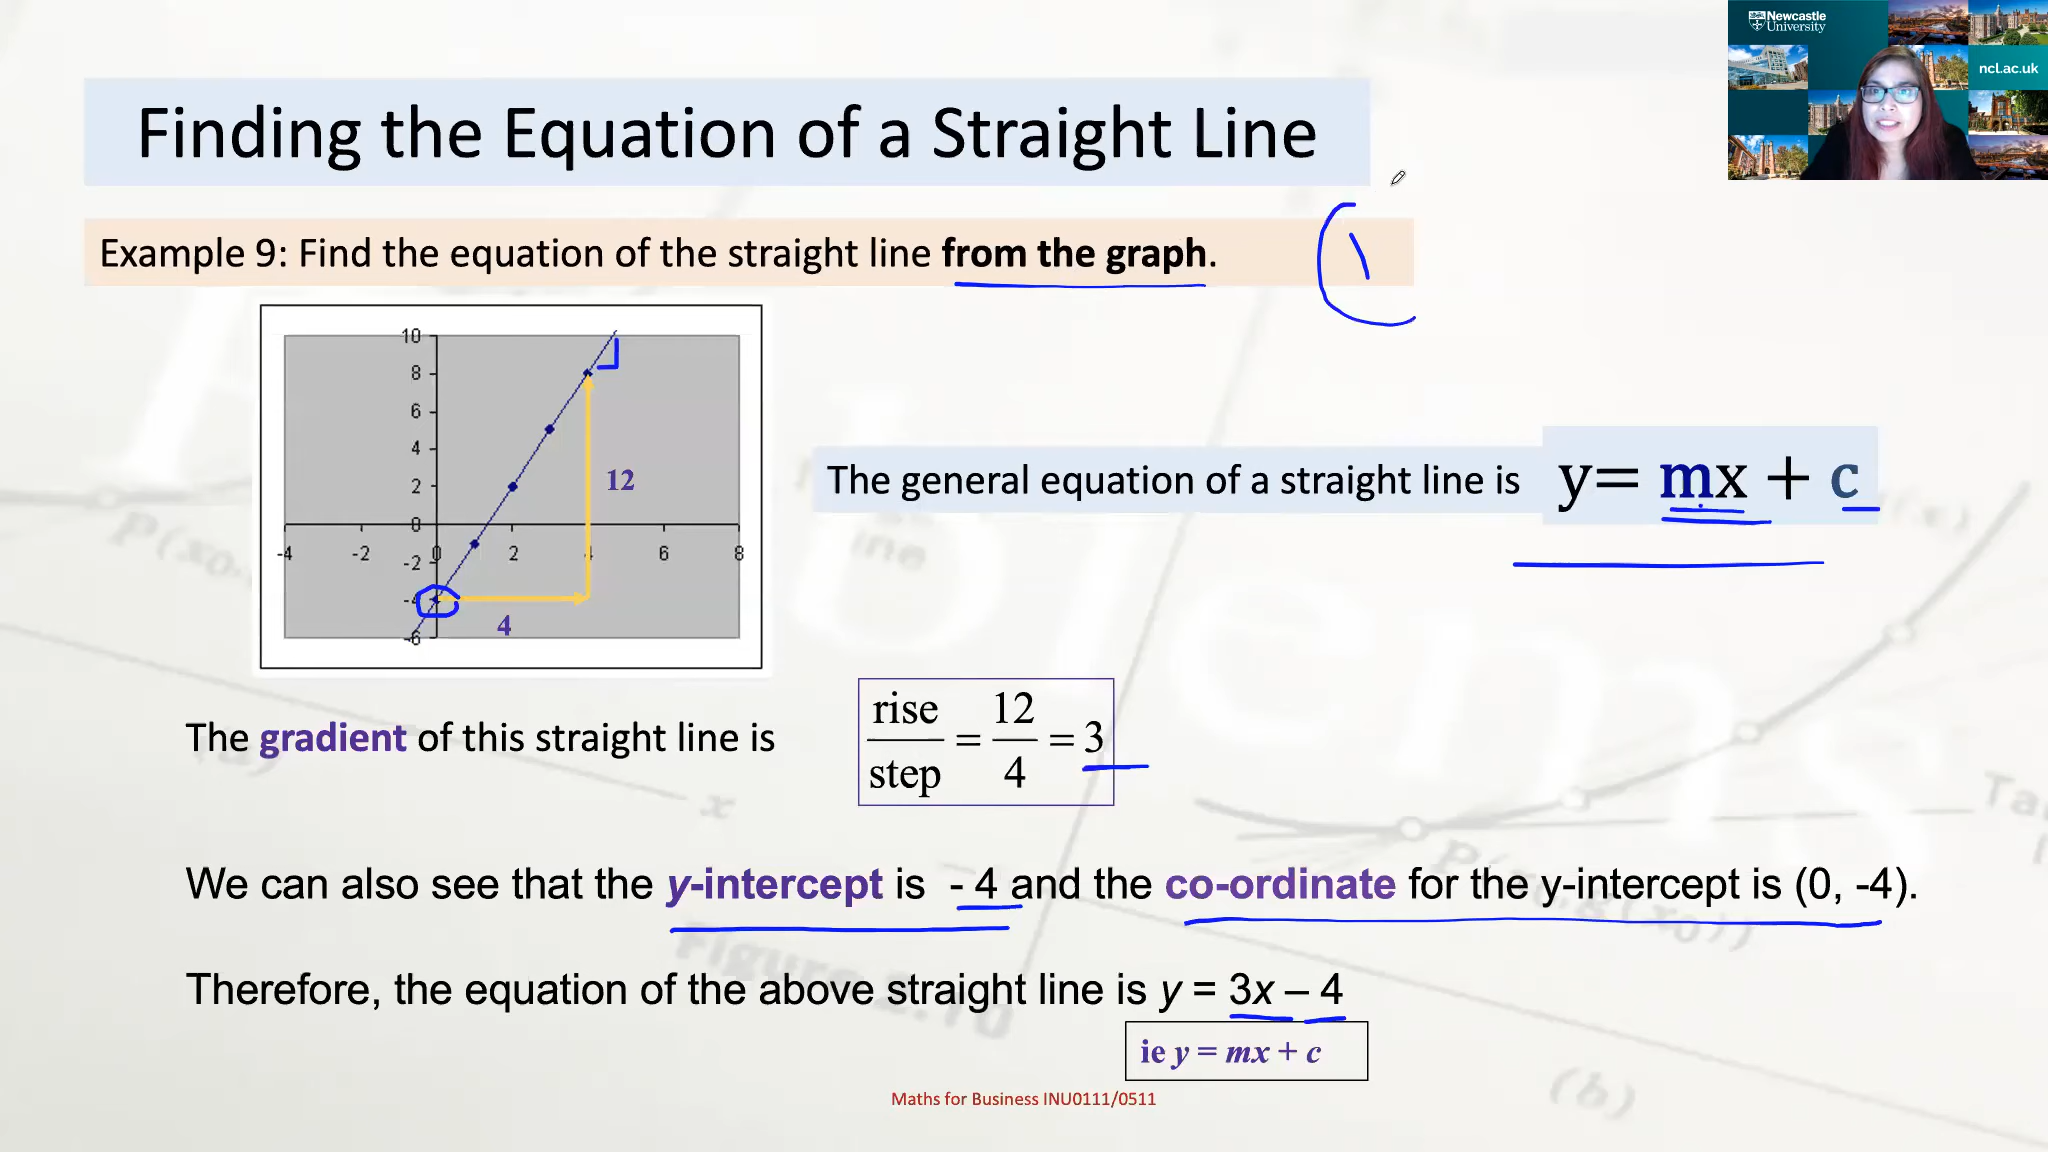 Newcastle
University
ncl.ac.uk
Finding the Equation of a Straight Line
Example 9: Find the equation of the straight line from the graph.
10
8
6
4
2
0
-2
-4
-6
-4 -2 0 2 4 6 8
12
4
The general equation of a straight line is y= mx + c
The gradient of this straight line is
rise/step = 12/4 = 3
We can also see that the y-intercept is - 4 and the co-ordinate for the y-intercept is (0, -4).
Therefore, the equation of the above straight line is y = 3x – 4
ie y = mx + c
Maths for Business INU0111/0511
P(x₀
x
(a)
Figure 2.10
(b)